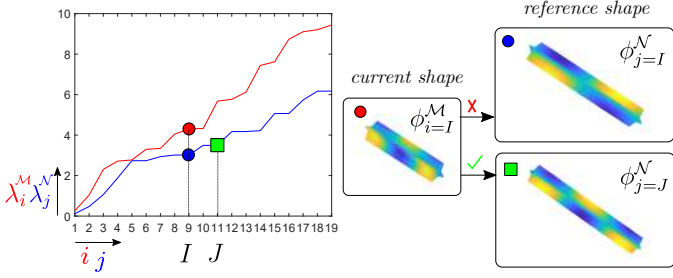 reference shape
10
8
6
4
2
0
1 2 3 4 5 6 7 8 9 10 11 12 13 14 15 16 17 18 19
λ_i^ℳ λ_j^𝒩
i j
I J
current shape
ϕ_{i=I}^ℳ
✗
✓
ϕ_{j=I}^𝒩
ϕ_{j=J}^𝒩